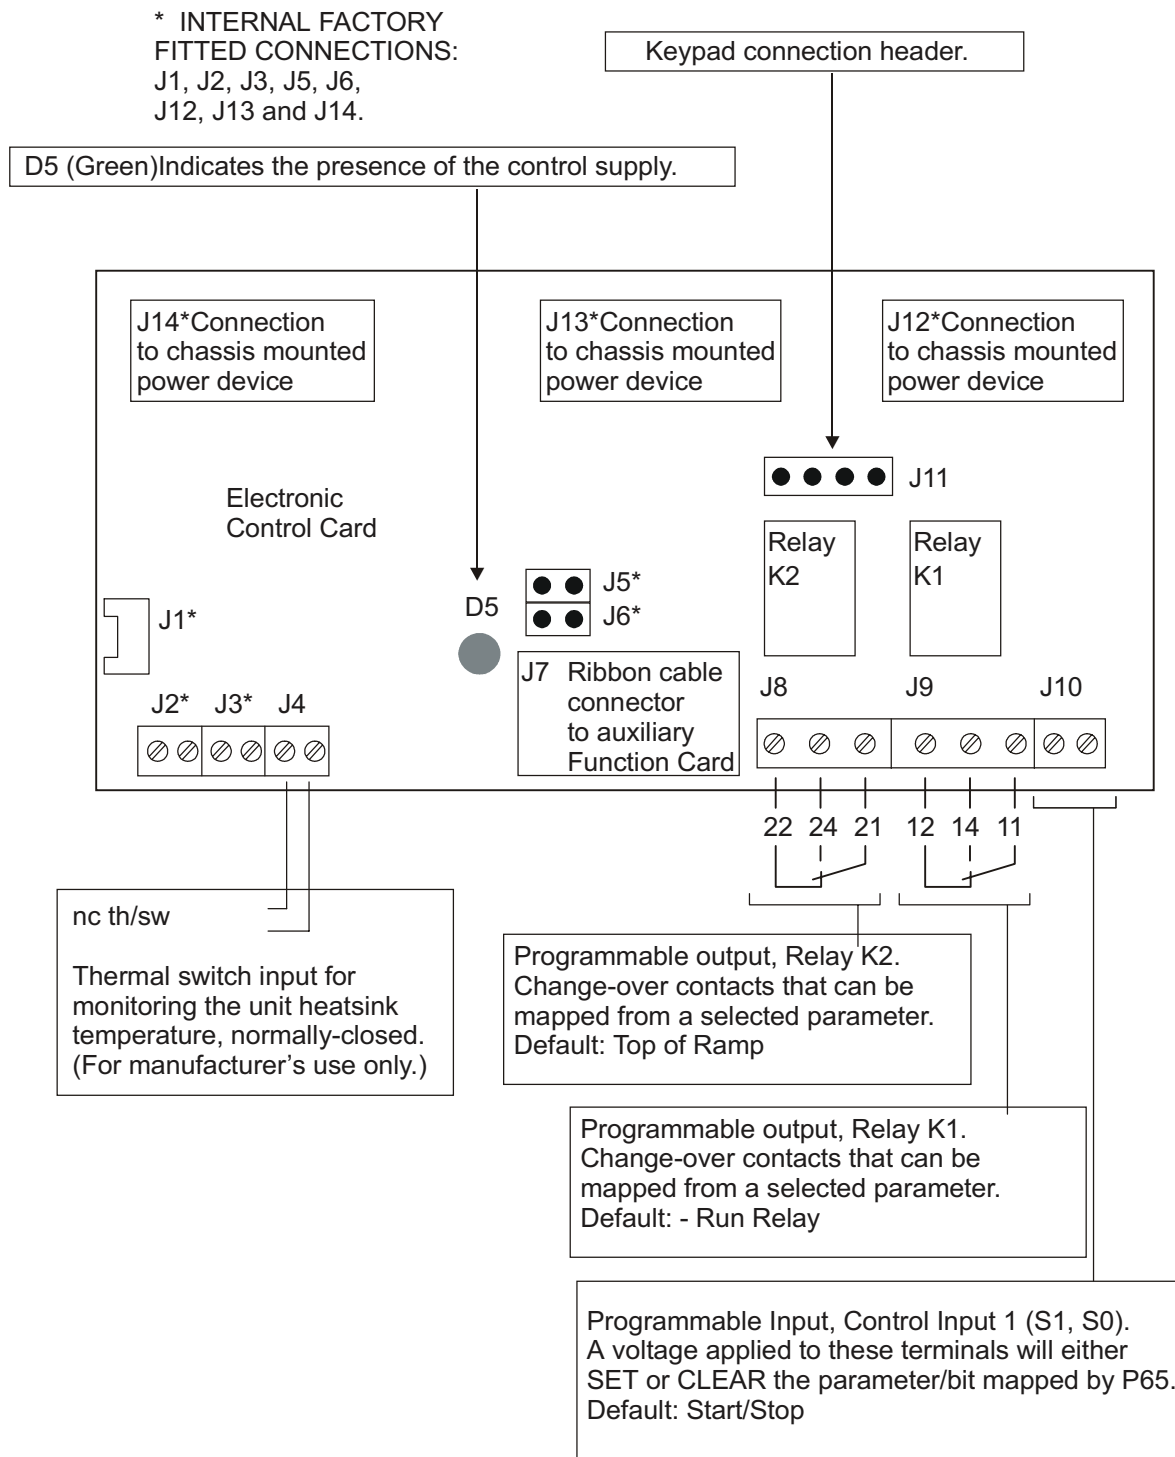 * INTERNAL FACTORY
FITTED CONNECTIONS:
J1, J2, J3, J5, J6,
J12, J13 and J14.
Keypad connection header.
D5 (Green)Indicates the presence of the control supply.
J14*Connection
to chassis mounted
power device
J13*Connection
to chassis mounted
power device
J12*Connection
to chassis mounted
power device
J11
Electronic
Control Card
Relay
K2
Relay
K1
J5*
D5
J6*
J1*
J7 Ribbon cable
connector
to auxiliary
Function Card
J2* J3* J4
J8 J9 J10
22 24 21 12 14 11
nc th/sw
Thermal switch input for
monitoring the unit heatsink
temperature, normally-closed.
(For manufacturer’s use only.)
Programmable output, Relay K2.
Change-over contacts that can be
mapped from a selected parameter.
Default: Top of Ramp
Programmable output, Relay K1.
Change-over contacts that can be
mapped from a selected parameter.
Default: - Run Relay
Programmable Input, Control Input 1 (S1, S0).
A voltage applied to these terminals will either
SET or CLEAR the parameter/bit mapped by P65.
Default: Start/Stop